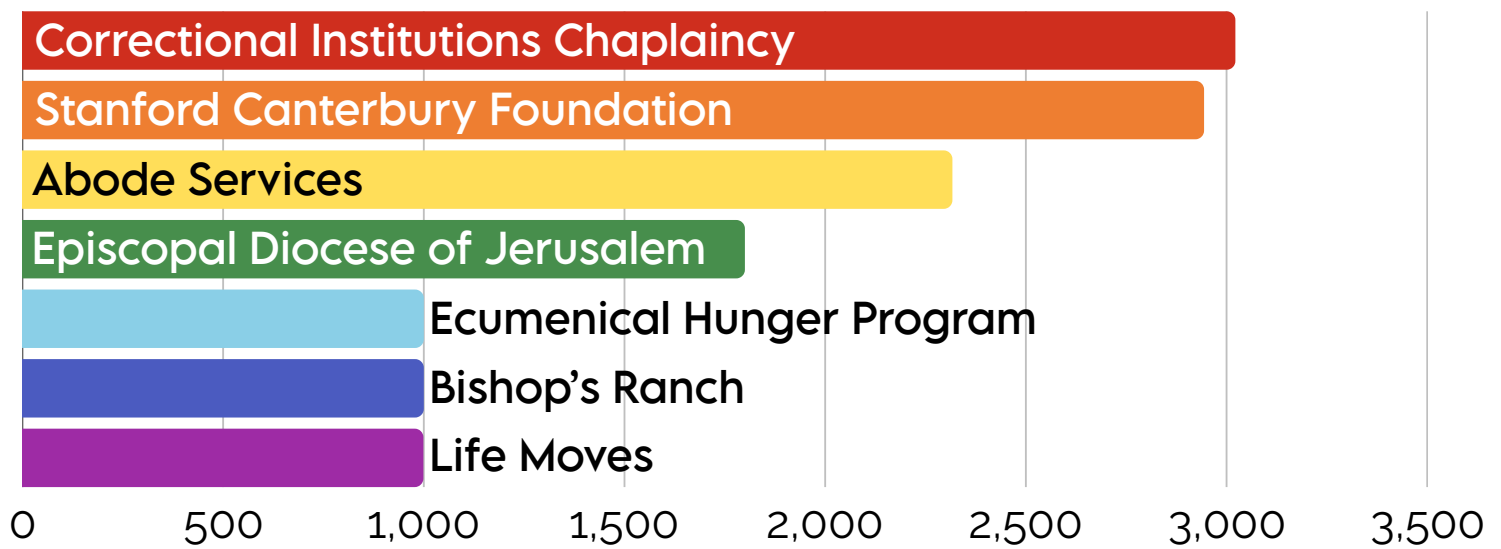 Correctional Institutions Chaplaincy
Stanford Canterbury Foundation
Abode Services
Episcopal Diocese of Jerusalem
Ecumenical Hunger Program
Bishop’s Ranch
Life Moves
0 500 1,000 1,500 2,000 2,500 3,000 3,500